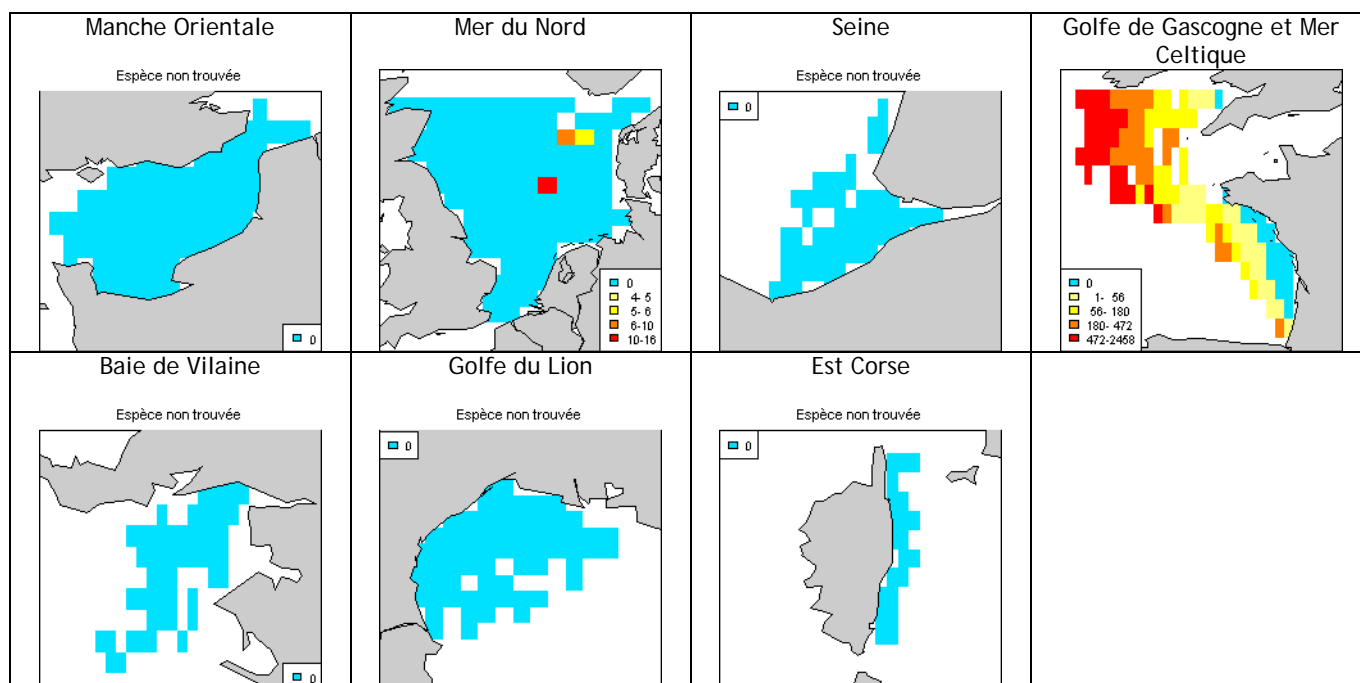 Manche Orientale
Espèce non trouvée
0
Mer du Nord
0
4- 5
5- 6
6-10
10-16
Seine
Espèce non trouvée
0
Golfe de Gascogne et Mer
Celtique
0
1- 56
56- 180
180- 472
472-2458
Baie de Vilaine
Espèce non trouvée
0
Golfe du Lion
Espèce non trouvée
0
Est Corse
Espèce non trouvée
0